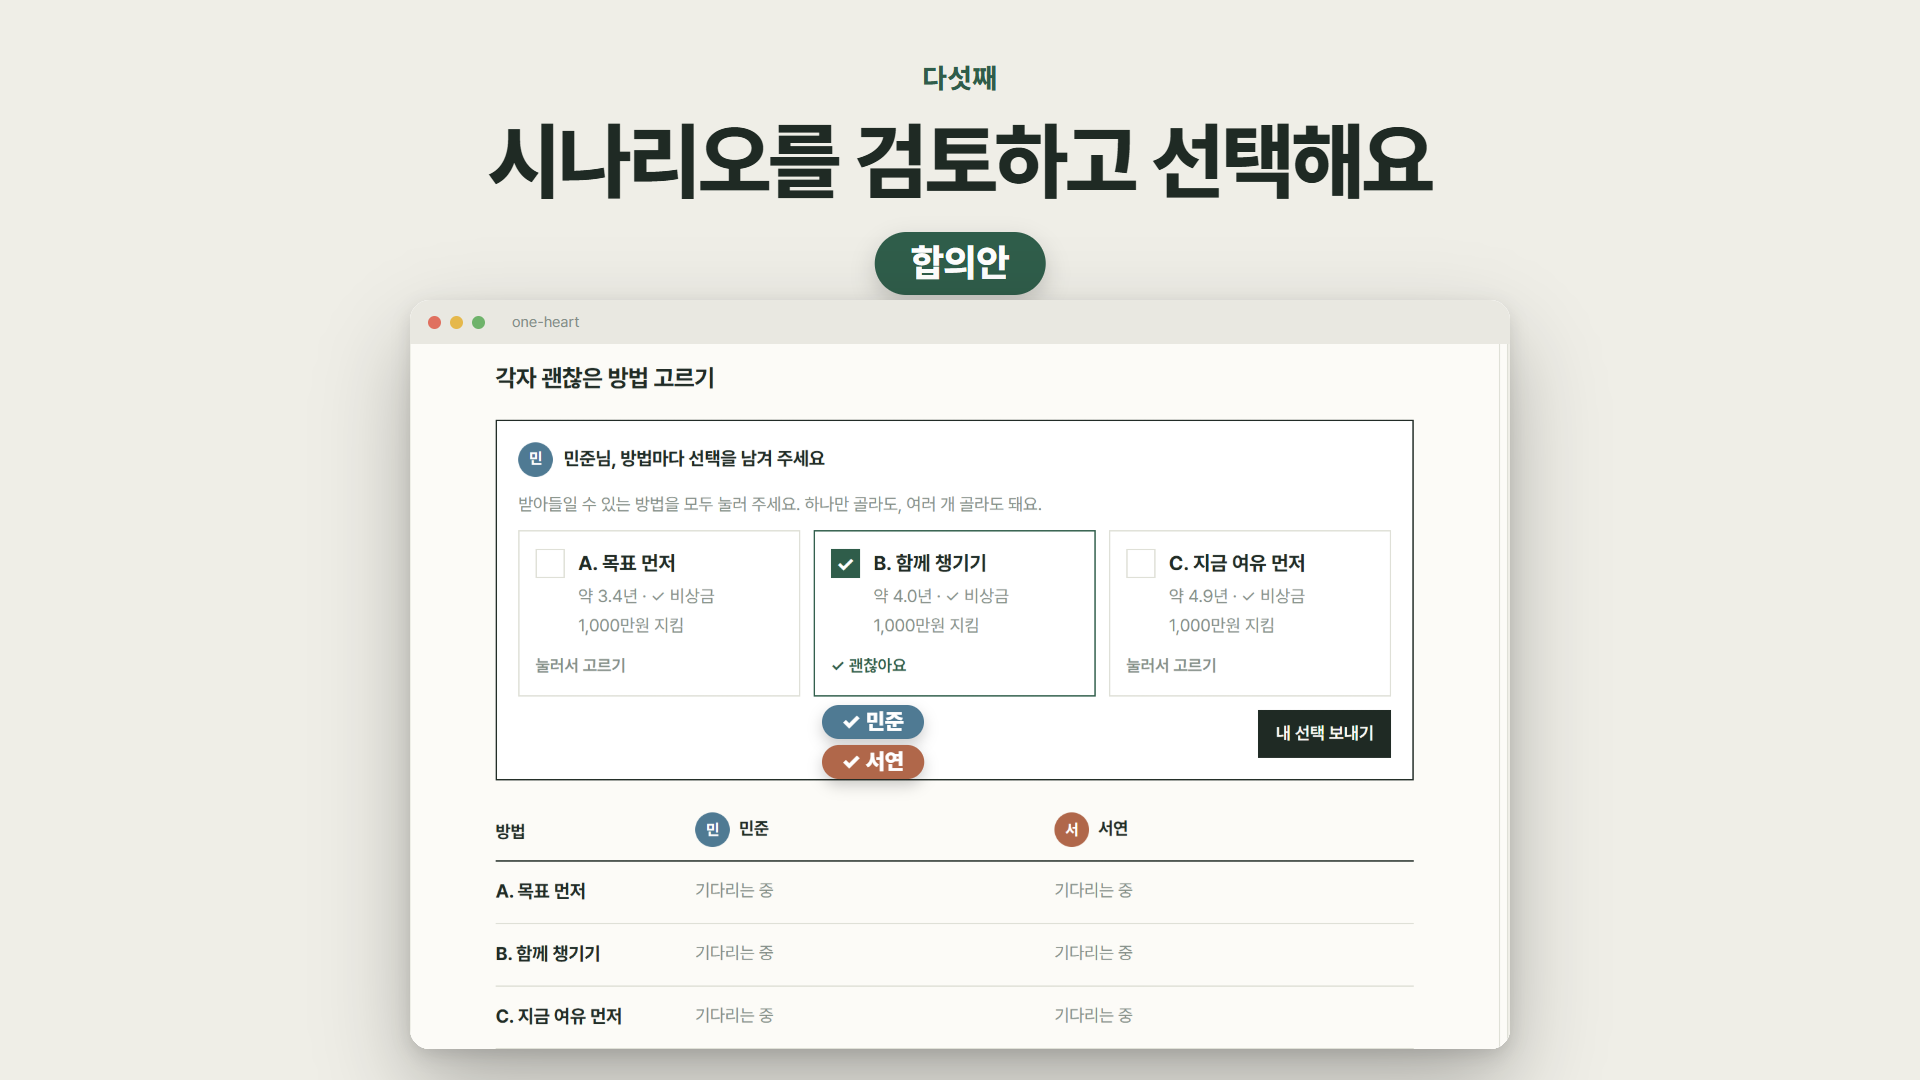 다섯째
시나리오를 검토하고 선택해요
합의안
one-heart
각자 괜찮은 방법 고르기
민 민준님, 방법마다 선택을 남겨 주세요
받아들일 수 있는 방법을 모두 눌러 주세요. 하나만 골라도, 여러 개 골라도 돼요.
A. 목표 먼저
약 3.4년 · ✓ 비상금
1,000만원 지킴
눌러서 고르기
B. 함께 챙기기
약 4.0년 · ✓ 비상금
1,000만원 지킴
✓ 괜찮아요
C. 지금 여유 먼저
약 4.9년 · ✓ 비상금
1,000만원 지킴
눌러서 고르기
✓ 민준
✓ 서연
내 선택 보내기
방법 민 민준 서 서연
A. 목표 먼저 기다리는 중 기다리는 중
B. 함께 챙기기 기다리는 중 기다리는 중
C. 지금 여유 먼저 기다리는 중 기다리는 중